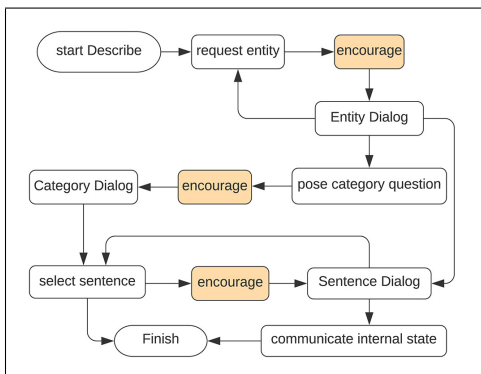 start Describe
request entity
encourage
Entity Dialog
pose category question
encourage
Category Dialog
select sentence
encourage
Sentence Dialog
communicate internal state
Finish